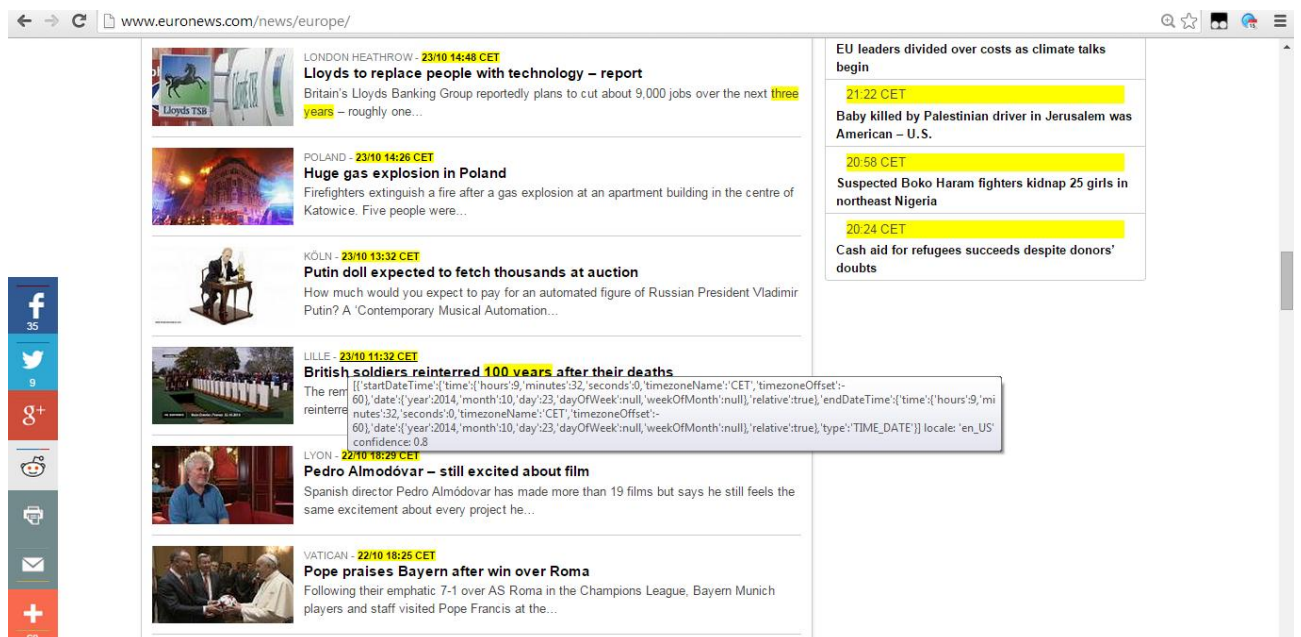 www.euronews.com/news/europe/
LONDON HEATHROW - 23/10 14:48 CET
Lloyds to replace people with technology – report
Britain's Lloyds Banking Group reportedly plans to cut about 9,000 jobs over the next three
years – roughly one...
Lloyds TSB
POLAND - 23/10 14:26 CET
Huge gas explosion in Poland
Firefighters extinguish a fire after a gas explosion at an apartment building in the centre of
Katowice. Five people were...
KÖLN - 23/10 13:32 CET
Putin doll expected to fetch thousands at auction
How much would you expect to pay for an automated figure of Russian President Vladimir
Putin? A 'Contemporary Musical Automation...
LILLE - 23/10 11:32 CET
British soldiers reinterred 100 years after their deaths
The rem
reinterre
[{'startDateTime':{'time':{'hours':9,'minutes':32,'seconds':0,'timezoneName':'CET','timezoneOffset':-
60},'date':{'year':2014,'month':10,'day':23,'dayOfWeek':null,'weekOfMonth':null},'relative':true},'endDateTime':{'time':{'hours':9,'mi
nutes':32,'seconds':0,'timezoneName':'CET','timezoneOffset':-
60},'date':{'year':2014,'month':10,'day':23,'dayOfWeek':null,'weekOfMonth':null},'relative':true},'type':'TIME_DATE'}] locale: 'en_US'
confidence: 0.8
LYON - 22/10 18:29 CET
Pedro Almodóvar – still excited about film
Spanish director Pedro Almódovar has made more than 19 films but says he still feels the
same excitement about every project he...
VATICAN - 22/10 18:25 CET
Pope praises Bayern after win over Roma
Following their emphatic 7-1 over AS Roma in the Champions League, Bayern Munich
players and staff visited Pope Francis at the...
EU leaders divided over costs as climate talks
begin
21:22 CET
Baby killed by Palestinian driver in Jerusalem was
American – U.S.
20:58 CET
Suspected Boko Haram fighters kidnap 25 girls in
northeast Nigeria
20:24 CET
Cash aid for refugees succeeds despite donors'
doubts
35
9
g+